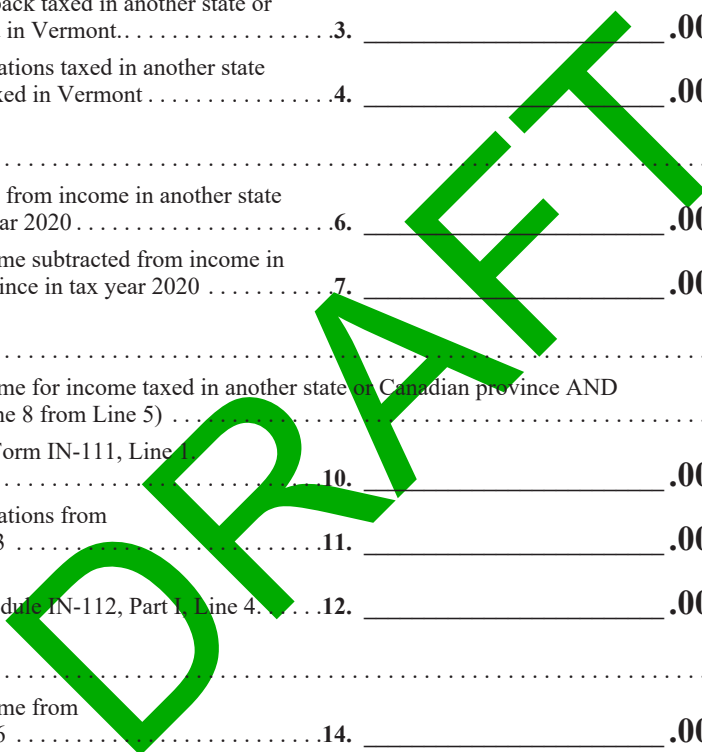 back taxed in another state or
in Vermont. . . . . . . . . . . . . . . . . . .3. .00
ations taxed in another state
ked in Vermont . . . . . . . . . . . . . . . .4. .00
. . . . . . . . . . . . . . . . . . . . . . . . . . . . . . . . . . . . . . . .
from income in another state
ar 2020 . . . . . . . . . . . . . . . . . . . . .6. .00
me subtracted from income in
ince in tax year 2020 . . . . . . . . . . .7. .00
. . . . . . . . . . . . . . . . . . . . . . . . . . . . . . . . . . . . . . . .
me for income taxed in another state or Canadian province AND
ne 8 from Line 5) . . . . . . . . . . . . . . . . . . . . . . . . . . . . . .
Form IN-111, Line 1.
. . . . . . . . . . . . . . . . . . . . . . . . . . .10. .00
ations from
3 . . . . . . . . . . . . . . . . . . . . . . . . . .11. .00
dule IN-112, Part I, Line 4. . . . . .12. .00
. . . . . . . . . . . . . . . . . . . . . . . . . . . . . . . . . . . . . . . .
me from
6 . . . . . . . . . . . . . . . . . . . . . . . . . .14. .00
DRAFT